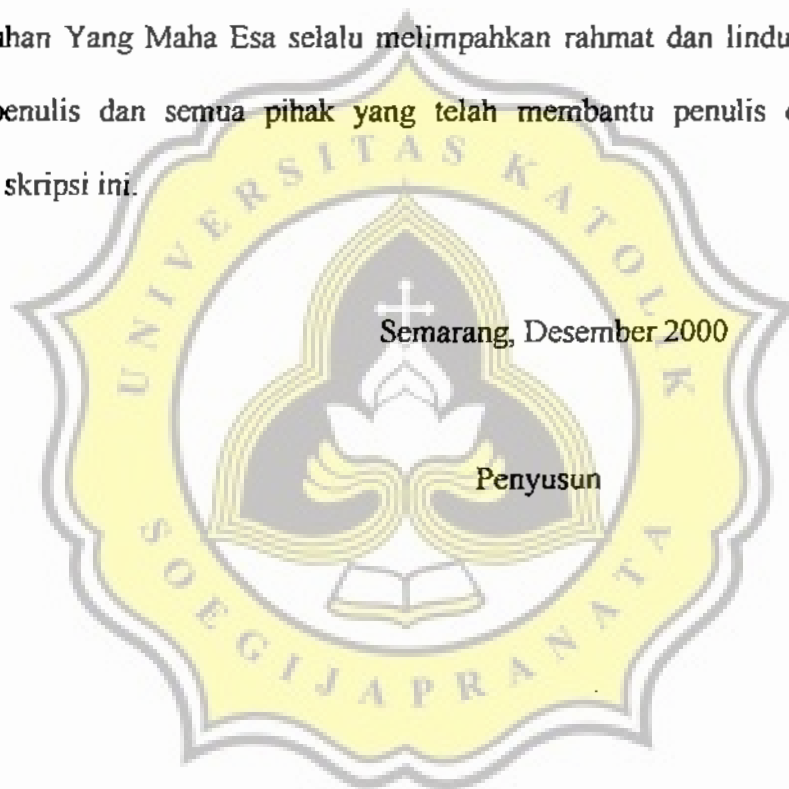 uhan Yang Maha Esa selalu melimpahkan rahmat dan lindu
penulis dan semua pihak yang telah membantu penulis
skripsi ini.
UNIVERSITAS KATOLIK
Semarang, Desember 2000
Penyusun
SOEGIJAPRANATA